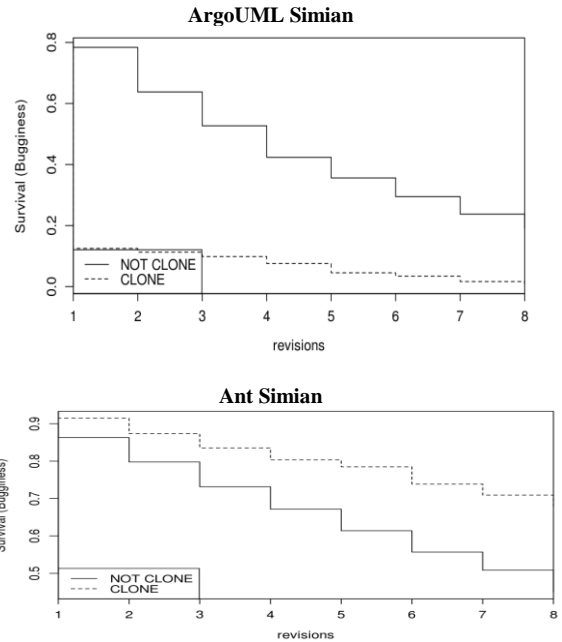 ArgoUML Simian
Survival (Bugginess)
0.8
0.6
0.4
0.2
0.0
NOT CLONE
CLONE
1 2 3 4 5 6 7 8
revisions
Ant Simian
Survival (Bugginess)
0.9
0.8
0.7
0.6
0.5
NOT CLONE
CLONE
1 2 3 4 5 6 7 8
revisions